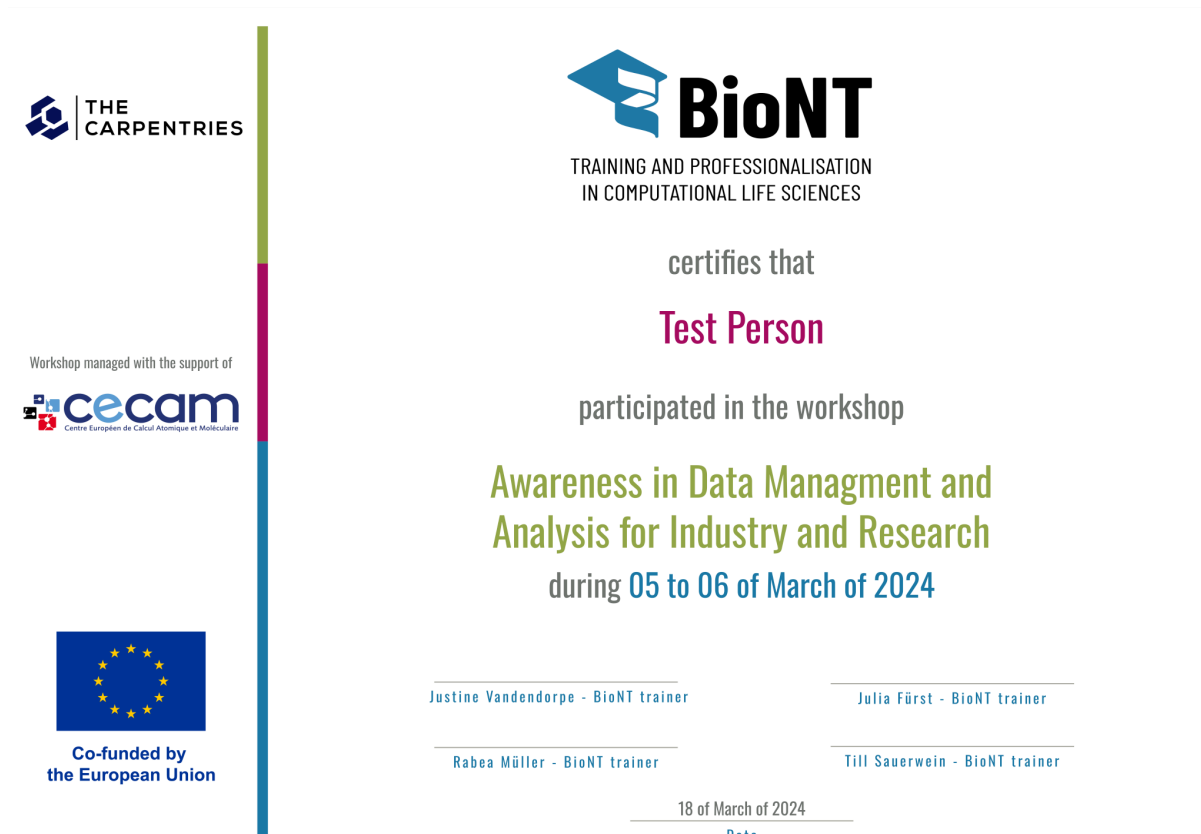 THE
CARPENTRIES
Workshop managed with the support of
cecam
Centre Européen de Calcul Atomique et Moléculaire
Co-funded by
the European Union
BioNT
TRAINING AND PROFESSIONALISATION
IN COMPUTATIONAL LIFE SCIENCES
certifies that
Test Person
participated in the workshop
Awareness in Data Managment and
Analysis for Industry and Research
during 05 to 06 of March of 2024
Justine Vandendorpe - BioNT trainer
Julia Fürst - BioNT trainer
Rabea Müller - BioNT trainer
Till Sauerwein - BioNT trainer
18 of March of 2024
Date